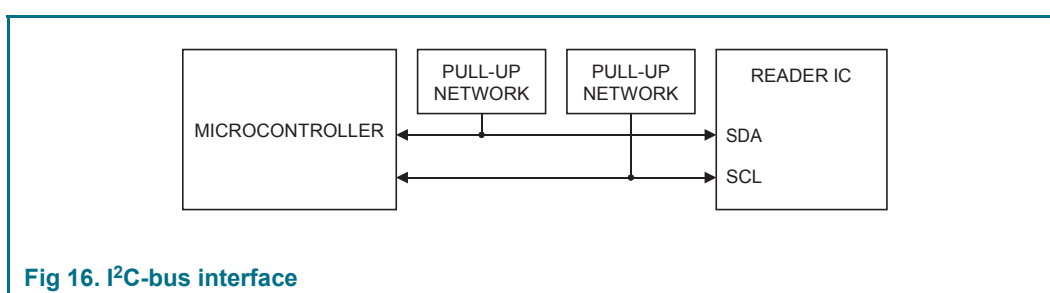 PULL-UP
NETWORK
PULL-UP
NETWORK
READER IC
MICROCONTROLLER
SDA
SCL
Fig 16. I²C-bus interface